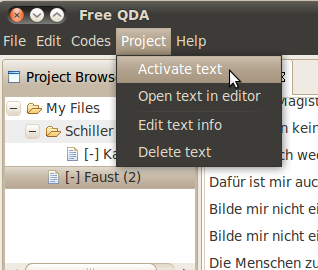 Free QDA
File Edit Codes Project Help
Activate text
Open text in editor
Edit text info
Delete text
Project Brows
My Files
Schiller
[-] Ka
[-] Faust (2)
Magist
kein
wed
Dafür ist mir auc
Bilde mir nicht ei
Bilde mir nicht ei
Die Menschen zu